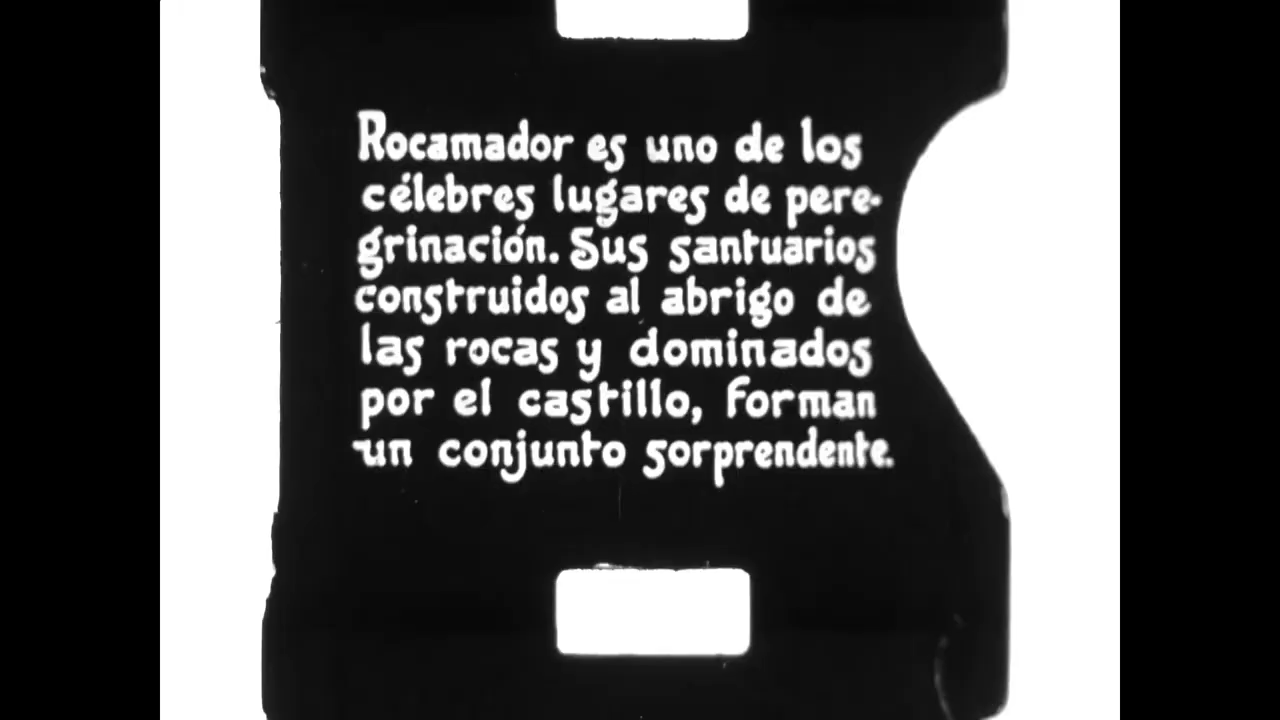 Rocamador es uno de los
célebres lugares de pere-
grinación. Sus santuarios
construidos al abrigo de
las rocas y dominados
por el castillo, forman
un conjunto sorprendente.